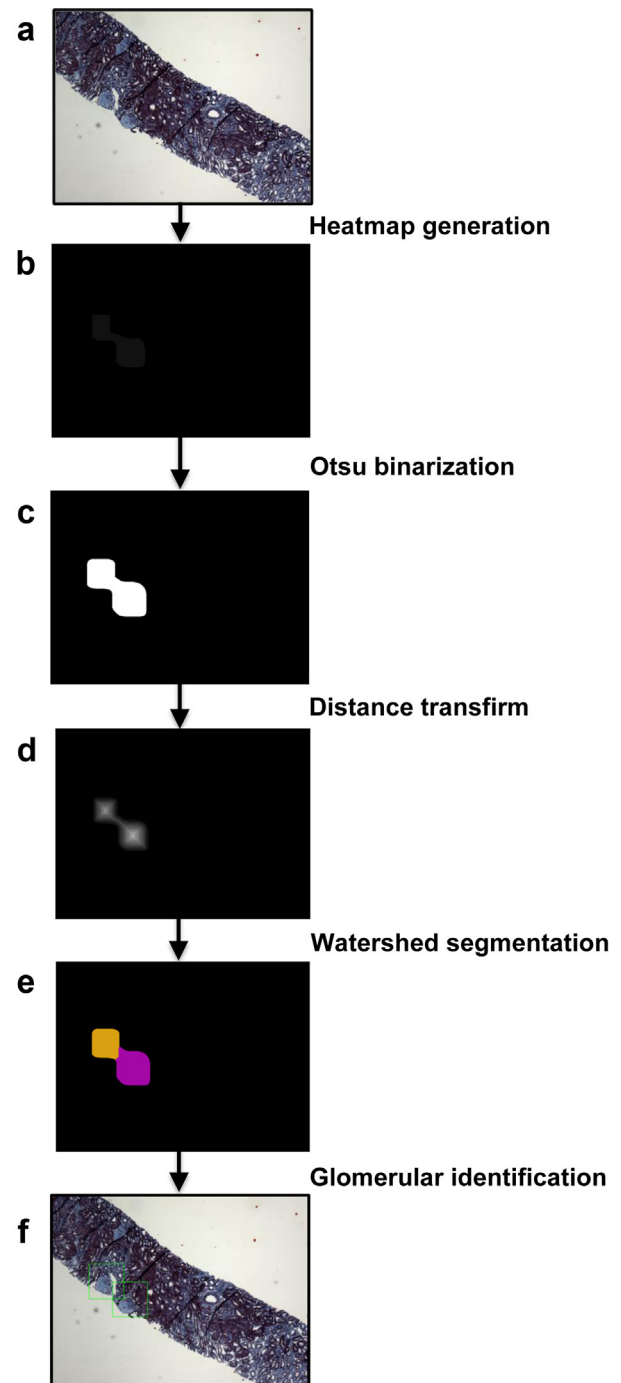 a
Heatmap generation
b
Otsu binarization
c
Distance transfirm
d
Watershed segmentation
e
Glomerular identification
f